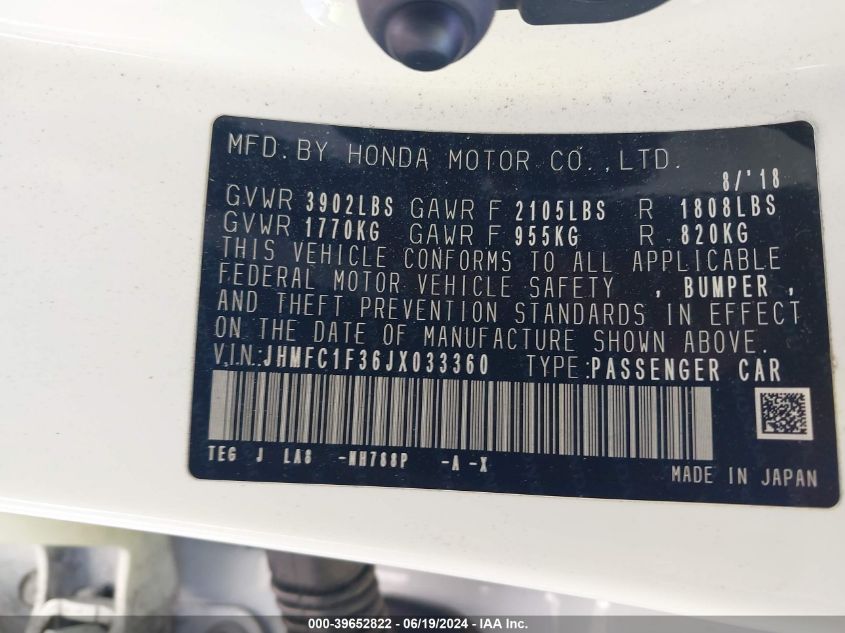 MFD. BY HONDA MOTOR CO., LTD.
8/'18
GVWR 3902LBS GAWR F 2105LBS R 1808LBS
GVWR 1770KG GAWR F 955KG R 820KG
THIS VEHICLE CONFORMS TO ALL APPLICABLE
FEDERAL MOTOR VEHICLE SAFETY , BUMPER ,
AND THEFT PREVENTION STANDARDS IN EFFECT
ON THE DATE OF MANUFACTURE SHOWN ABOVE.
V.I.N.:JHMFC1F36JX033360 TYPE:PASSENGER CAR
TEG J LA8 -NH788P -A -X
MADE IN JAPAN
000-39652822 - 06/19/2024 - IAA Inc.